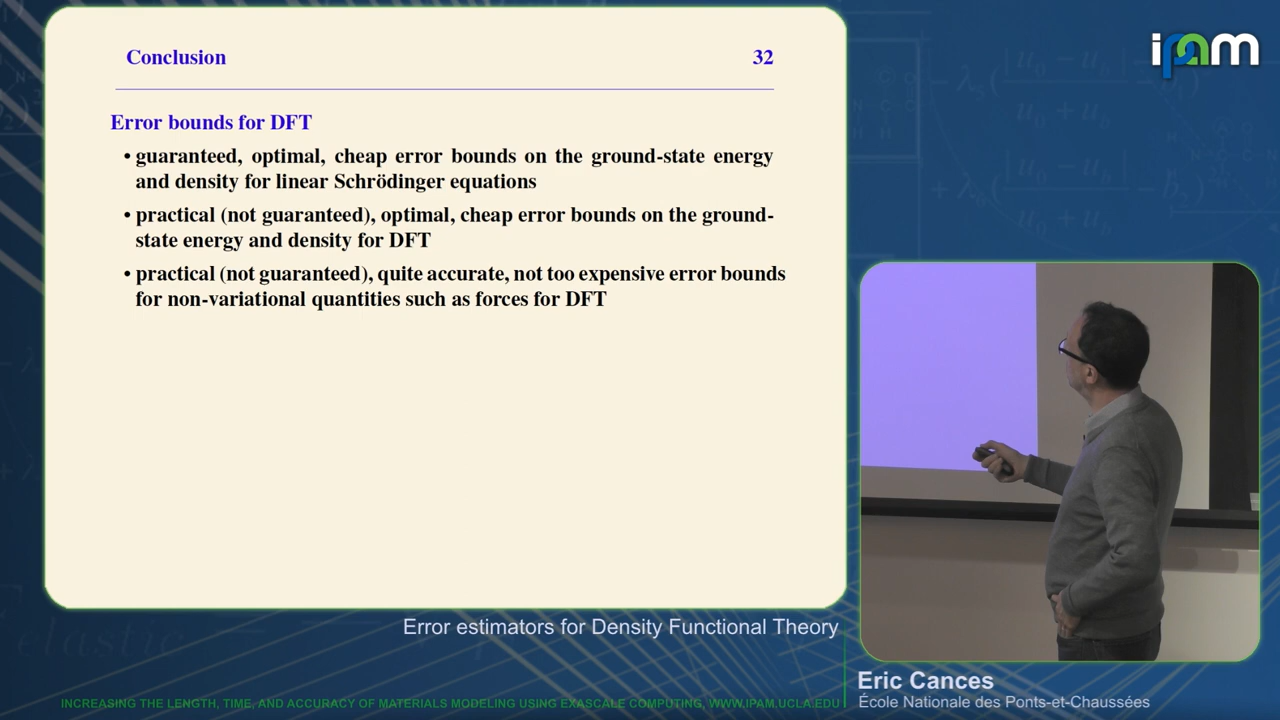 Conclusion 32
Error bounds for DFT
• guaranteed, optimal, cheap error bounds on the ground-state energy
and density for linear Schrödinger equations
• practical (not guaranteed), optimal, cheap error bounds on the ground-
state energy and density for DFT
• practical (not guaranteed), quite accurate, not too expensive error bounds
for non-variational quantities such as forces for DFT
ipam
Error estimators for Density Functional Theory
Eric Cances
École Nationale des Ponts-et-Chaussées
INCREASING THE LENGTH, TIME, AND ACCURACY OF MATERIALS MODELING USING EXASCALE COMPUTING, WWW.IPAM.UCLA.EDU
elastic